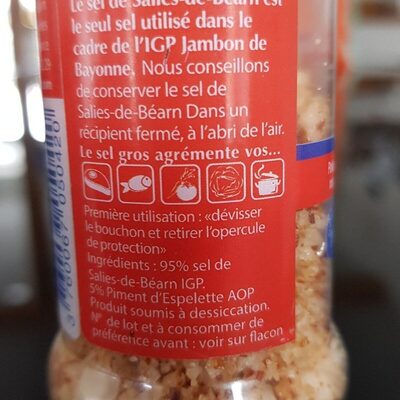 Le sel de Salies-de-Béarn est
le seul sel utilisé dans le
cadre de l'IGP Jambon de
Bayonne. Nous conseillons
de conserver le sel de
Salies-de-Béarn Dans un
récipient fermé, à l'abri de l'air.
Le sel gros agrémente vos...
Première utilisation : «dévisser
le bouchon et retirer l'opercule
de protection»
Ingrédients : 95% sel de
Salies-de-Béarn IGP.
5% Piment d'Espelette AOP
Produit soumis à dessiccation.
N° de lot et à consommer de
préférence avant : voir sur flacon